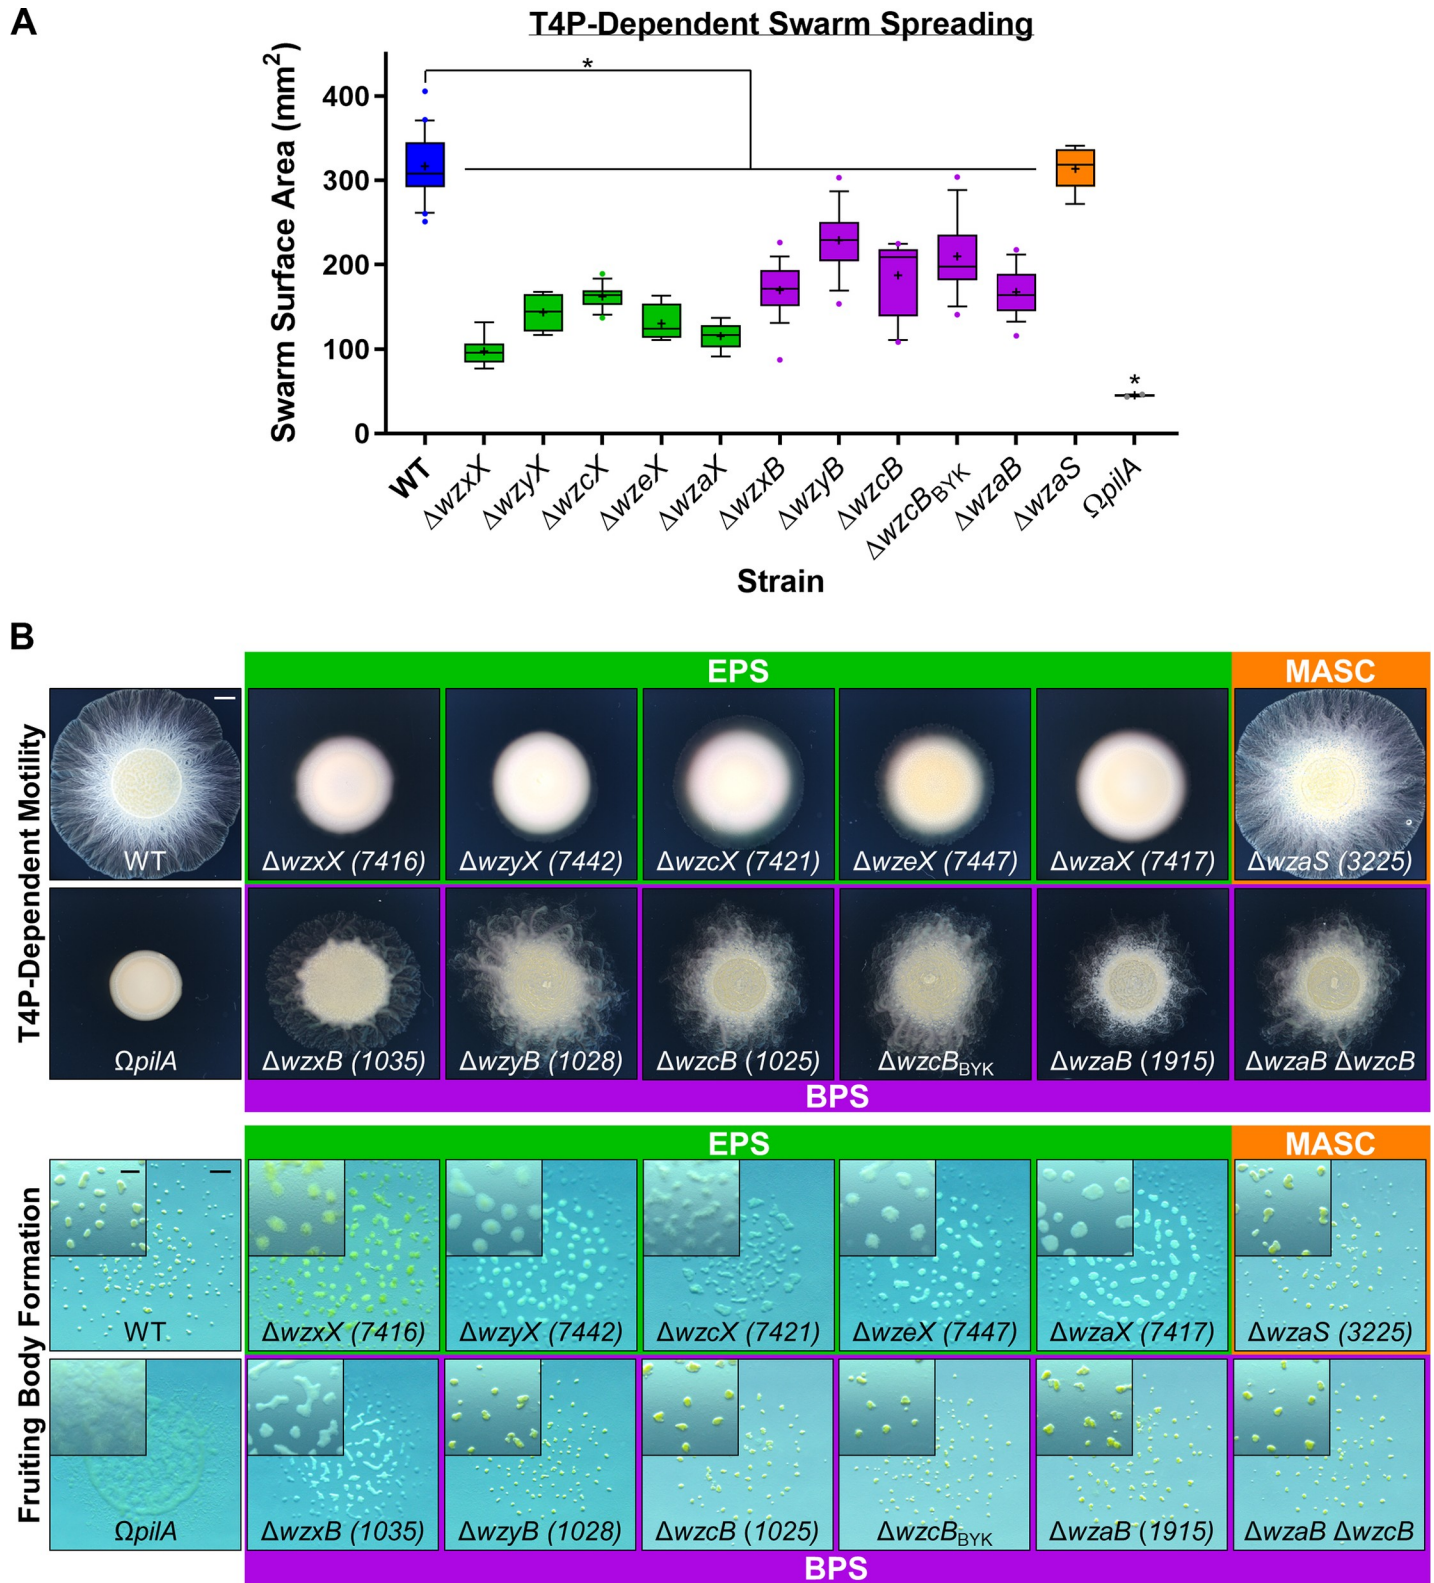 A
T4P-Dependent Swarm Spreading
*
Swarm Surface Area (mm²)
400
300
200
100
0
*
WT
ΔwzxX
ΔwzyX
ΔwzcX
ΔwzeX
ΔwzaX
ΔwzxB
ΔwzyB
ΔwzcB
ΔwzcB_BYK
ΔwzaB
ΔwzaS
ΩpilA
Strain
B
EPS
MASC
T4P-Dependent Motility
WT
ΔwzxX (7416)
ΔwzyX (7442)
ΔwzcX (7421)
ΔwzeX (7447)
ΔwzaX (7417)
ΔwzaS (3225)
ΩpilA
ΔwzxB (1035)
ΔwzyB (1028)
ΔwzcB (1025)
ΔwzcB_BYK
ΔwzaB (1915)
ΔwzaB ΔwzcB
BPS
EPS
MASC
Fruiting Body Formation
WT
ΔwzxX (7416)
ΔwzyX (7442)
ΔwzcX (7421)
ΔwzeX (7447)
ΔwzaX (7417)
ΔwzaS (3225)
ΩpilA
ΔwzxB (1035)
ΔwzyB (1028)
ΔwzcB (1025)
ΔwzcB_BYK
ΔwzaB (1915)
ΔwzaB ΔwzcB
BPS